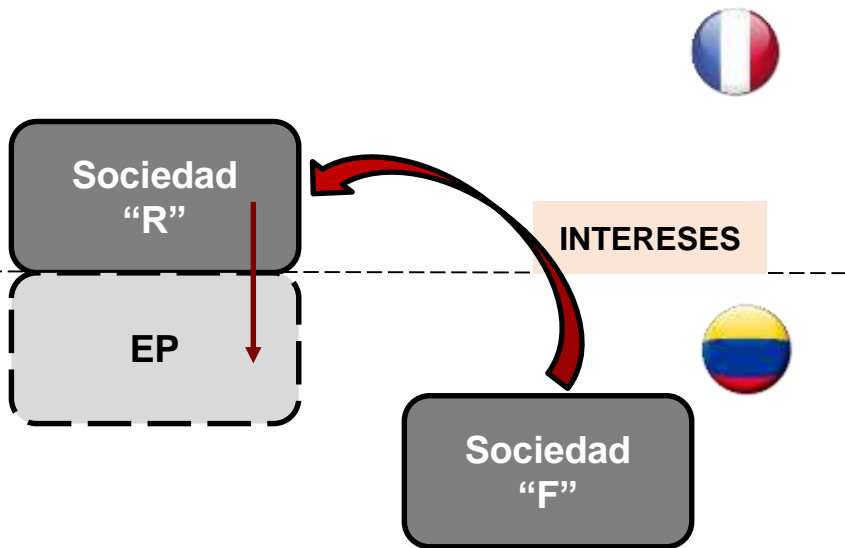 Sociedad
“R”
INTERESES
EP
Sociedad
“F”